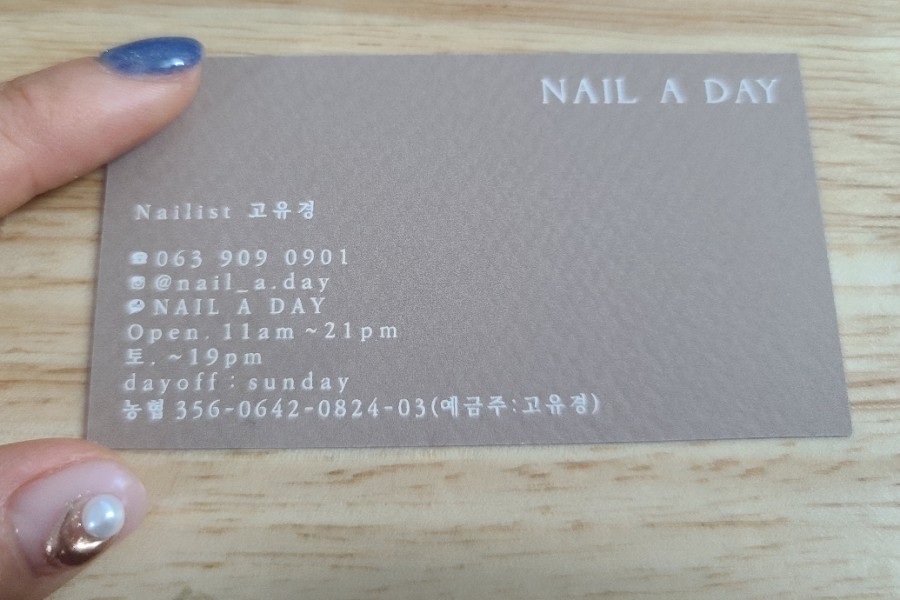 NAIL A DAY
Nailist 고유경
063 909 0901
@nail_a.day
NAIL A DAY
Open. 11am ~21pm
토. ~19pm
dayoff : sunday
농협 356-0642-0824-03(예금주:고유경)